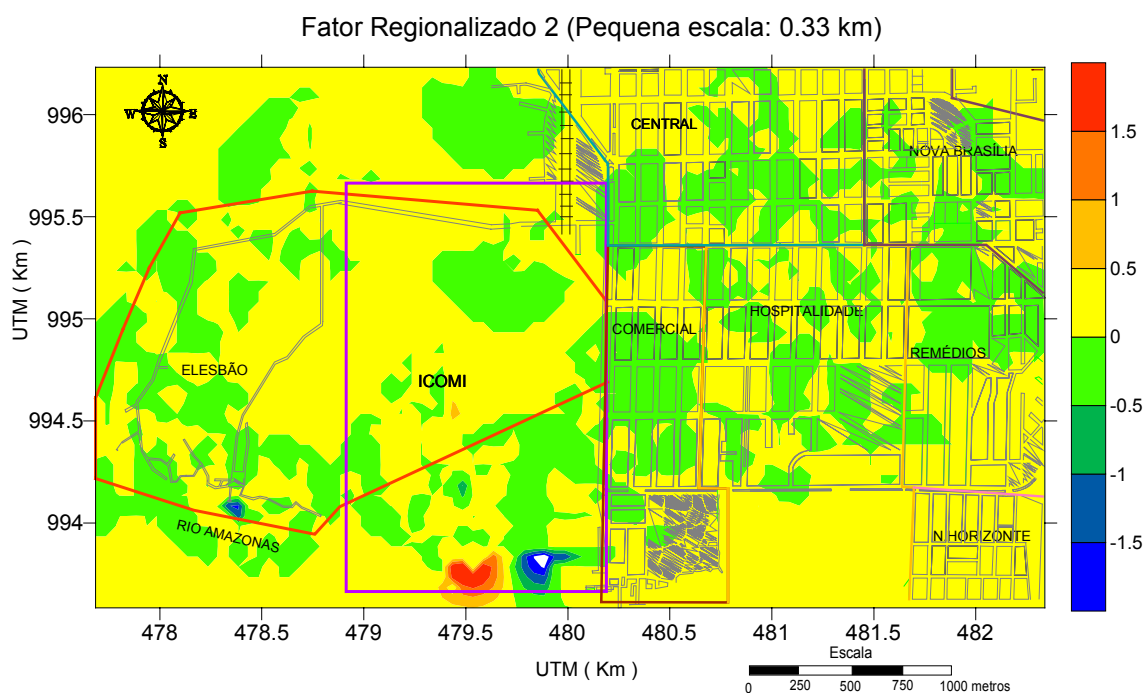 Fator Regionalizado 2 (Pequena escala: 0.33 km)
N
W E
S
996
995.5
995
994.5
994
UTM ( Km )
CENTRAL
NOVA BRASÍLIA
COMERCIAL
HOSPITALIDADE
REMÉDIOS
ELESBÃO
ICOMI
RIO AMAZONAS
N.HORIZONTE
478 478.5 479 479.5 480 480.5 481 481.5 482
UTM ( Km )
1.5
1
0.5
0
-0.5
-1
-1.5
Escala
0 250 500 750 1000 metros